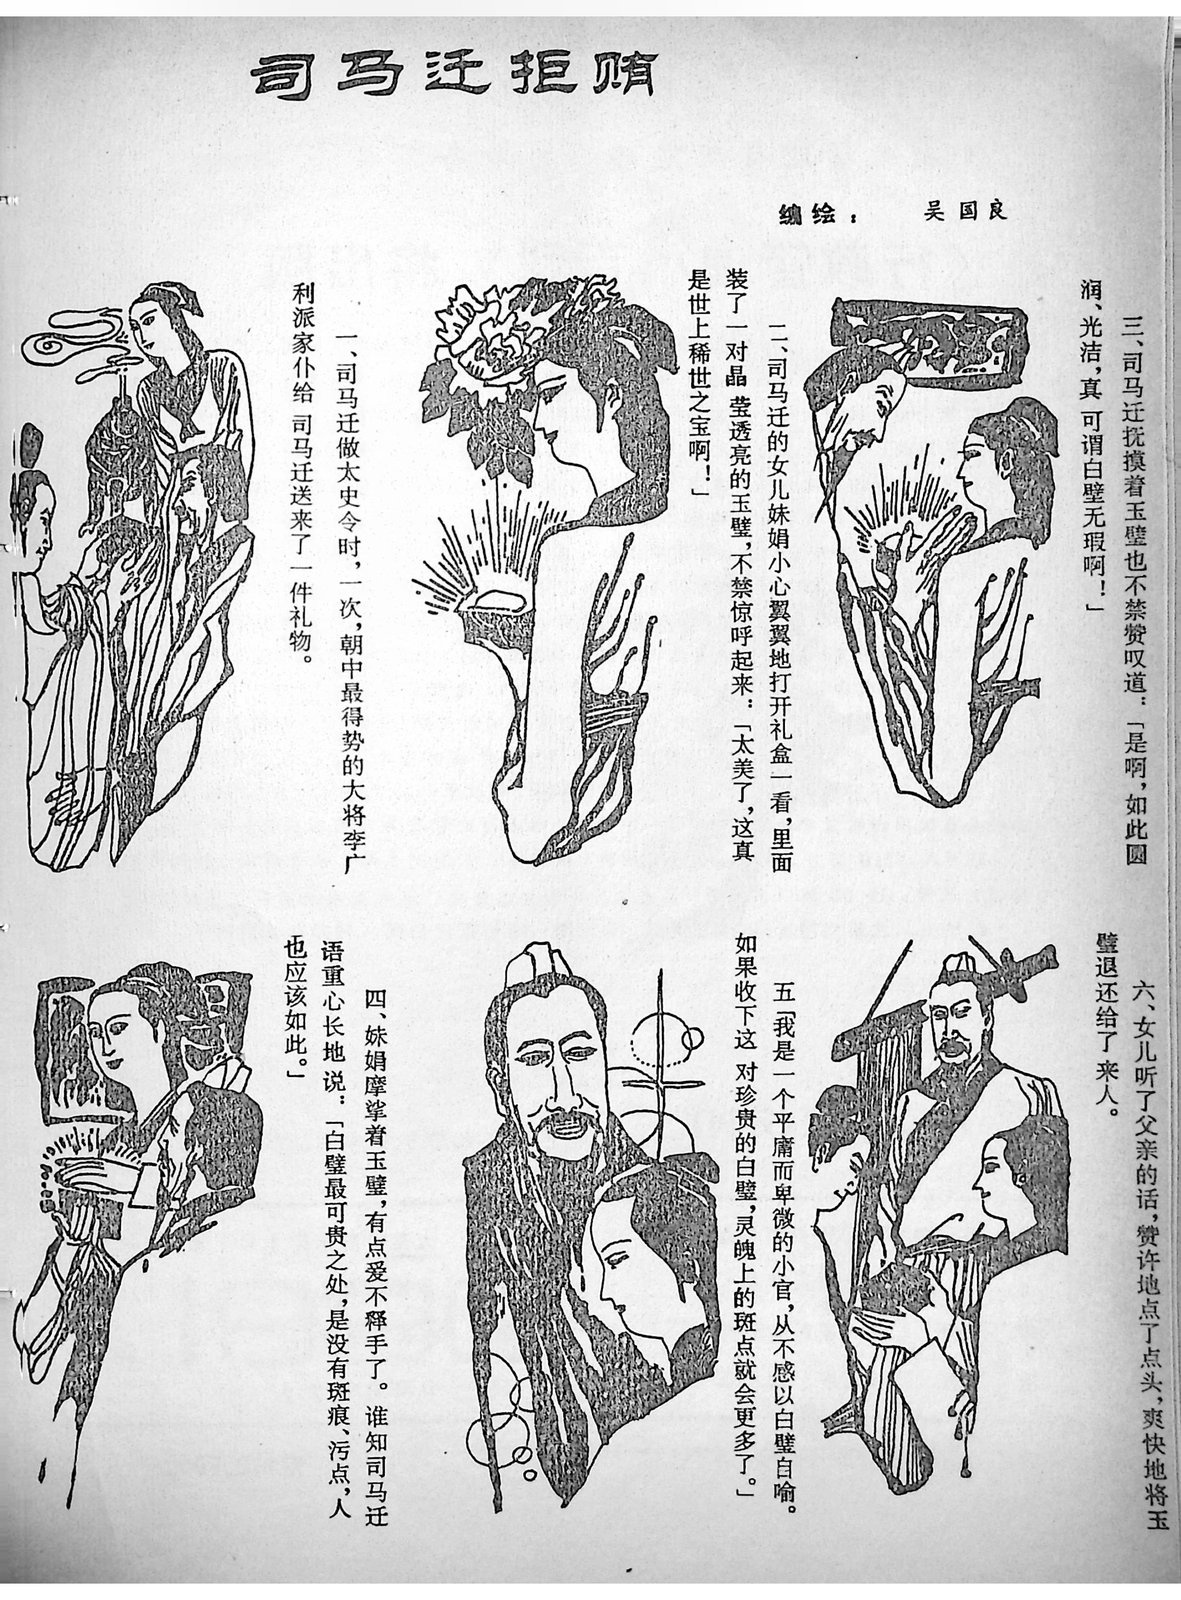 司马迁拒贿
编绘：　吴国良
一、司马迁做太史令时，一次，朝中最得势的大将李广
利派家仆给司马迁送来了一件礼物。
二、司马迁的女儿妹娟小心翼翼地打开礼盒一看，里面
装了一对晶莹透亮的玉璧，不禁惊呼起来：「太美了，这真
是世上稀世之宝啊！」
三、司马迁抚摸着玉璧也不禁赞叹道：「是啊，如此圆
润、光洁，真可谓白璧无瑕啊！」
四、妹娟摩挲着玉璧，有点爱不释手了。谁知司马迁
语重心长地说：「白璧最可贵之处，是没有斑痕、污点，人
也应该如此。」
五「我是一个平庸而卑微的小官，从不感以白璧自喻。
如果收下这对珍贵的白璧，灵魄上的斑点就会更多了。」
六、女儿听了父亲的话，赞许地点了点头，爽快地将玉
璧退还给了来人。